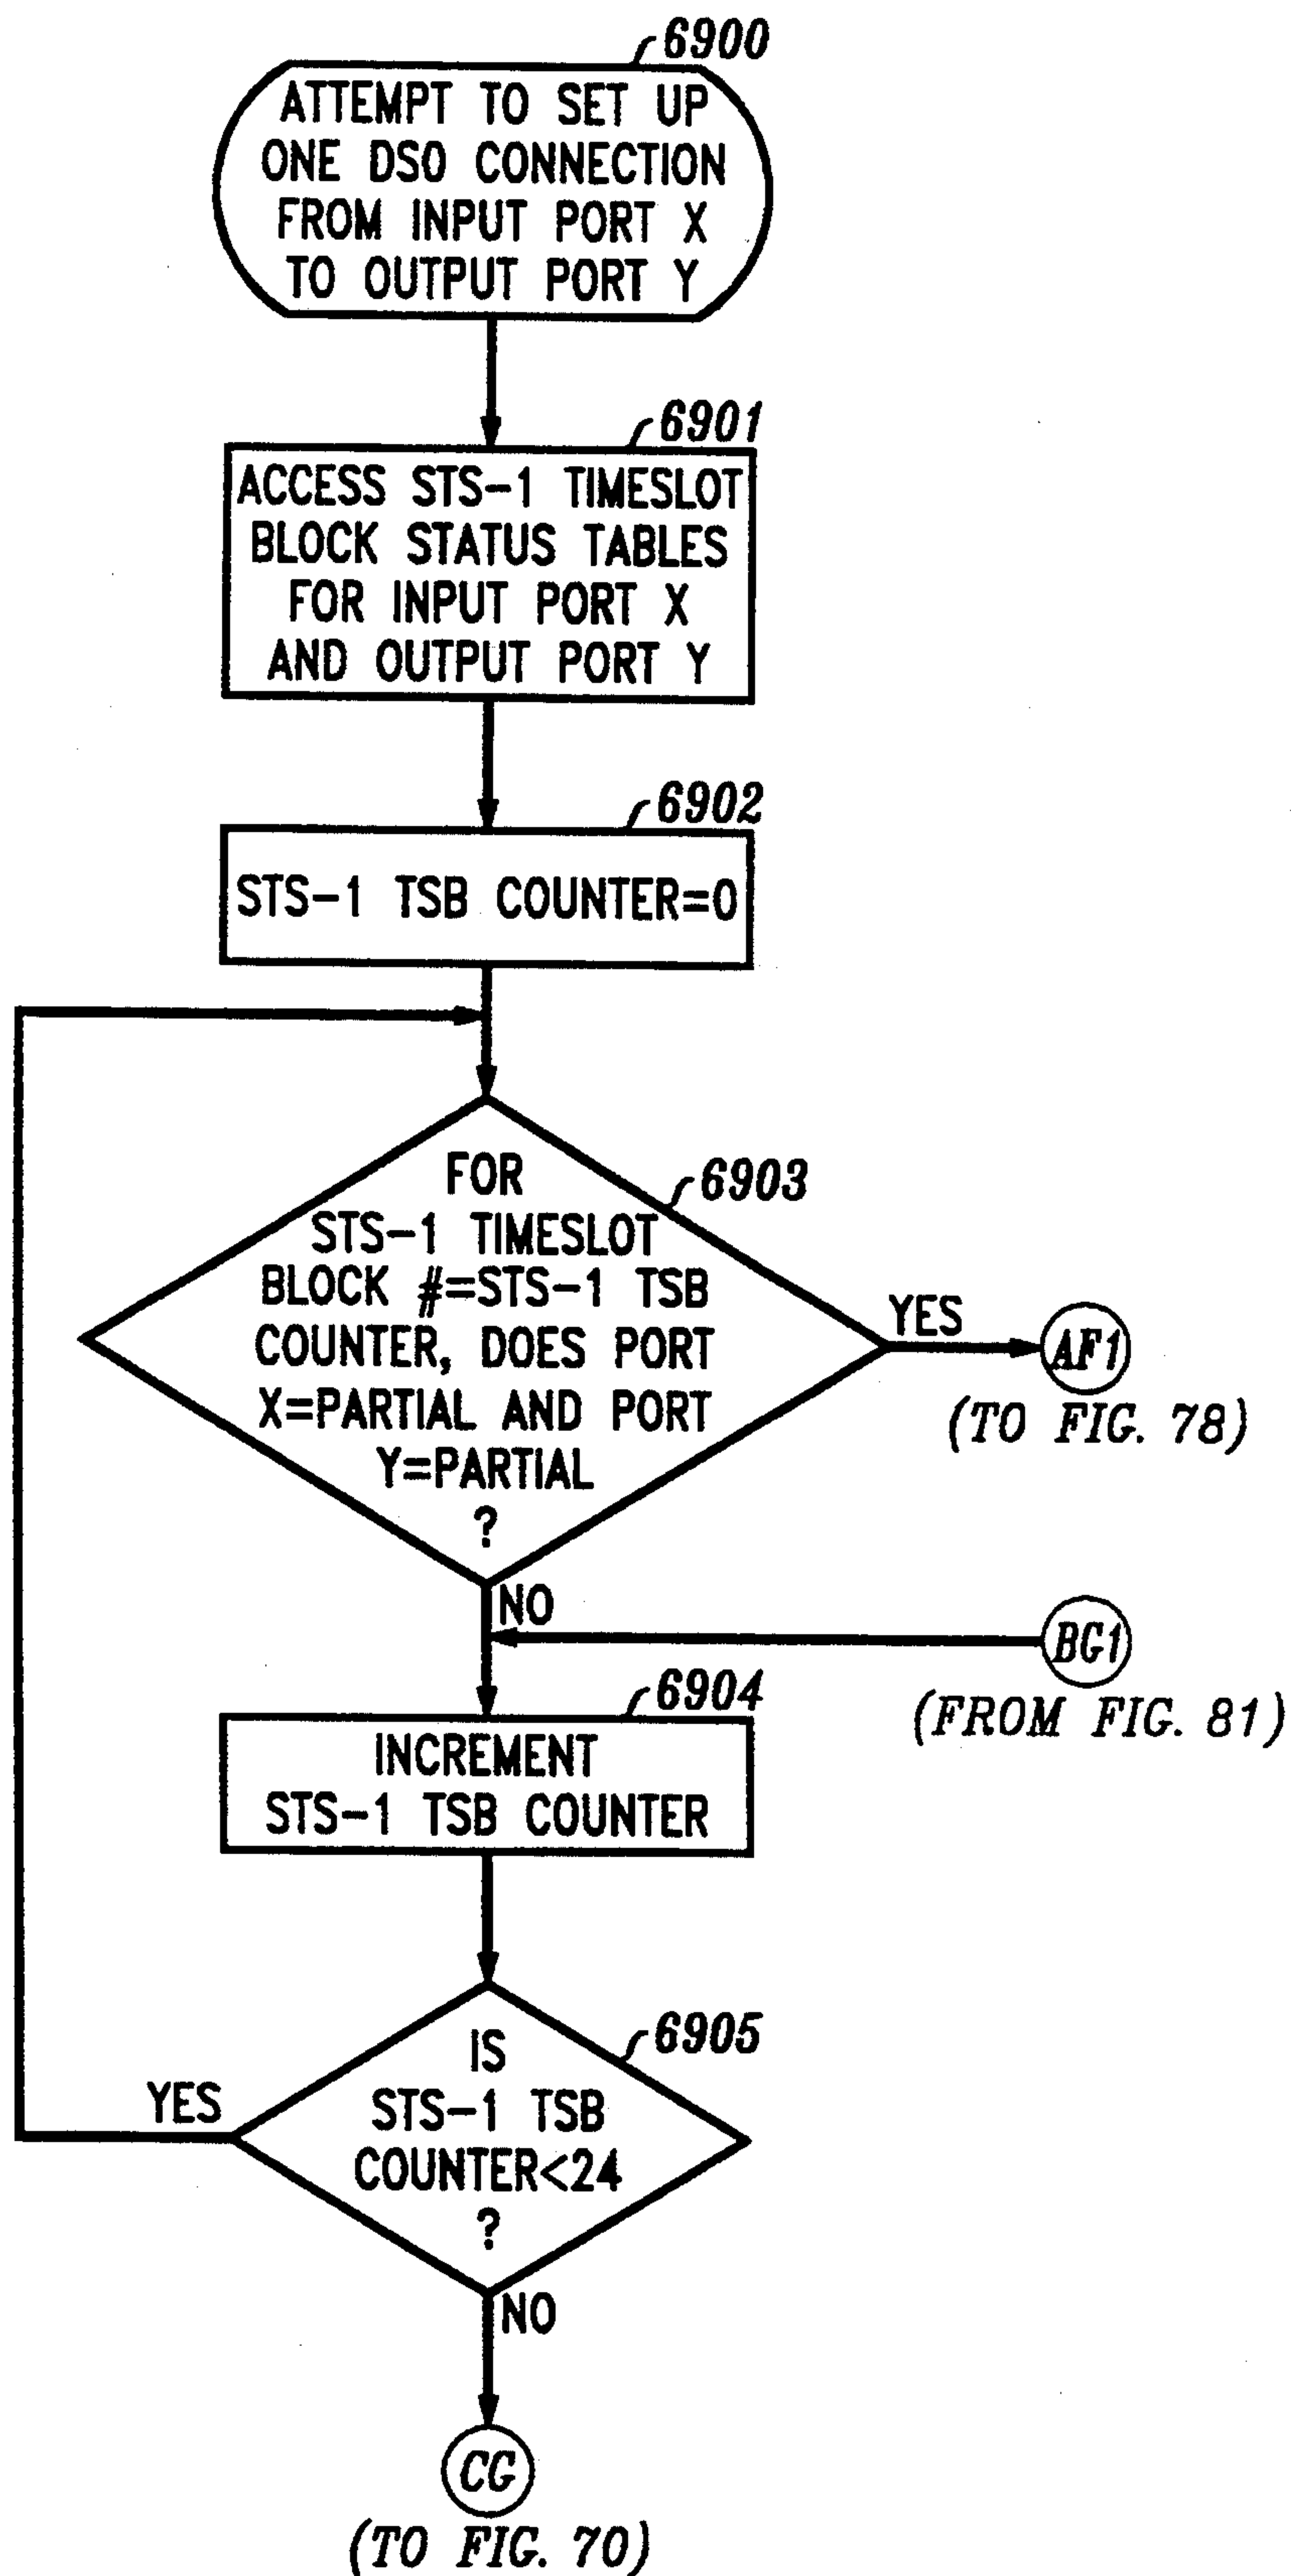 6900
ATTEMPT TO SET UP
ONE DS0 CONNECTION
FROM INPUT PORT X
TO OUTPUT PORT Y
6901
ACCESS STS-1 TIMESLOT
BLOCK STATUS TABLES
FOR INPUT PORT X
AND OUTPUT PORT Y
6902
STS-1 TSB COUNTER=0
6903
FOR
STS-1 TIMESLOT
BLOCK #=STS-1 TSB
COUNTER, DOES PORT
X=PARTIAL AND PORT
Y=PARTIAL
?
YES
AF1
(TO FIG. 78)
NO
BG1
(FROM FIG. 81)
6904
INCREMENT
STS-1 TSB COUNTER
6905
IS
STS-1 TSB
COUNTER<24
?
YES
NO
CG
(TO FIG. 70)